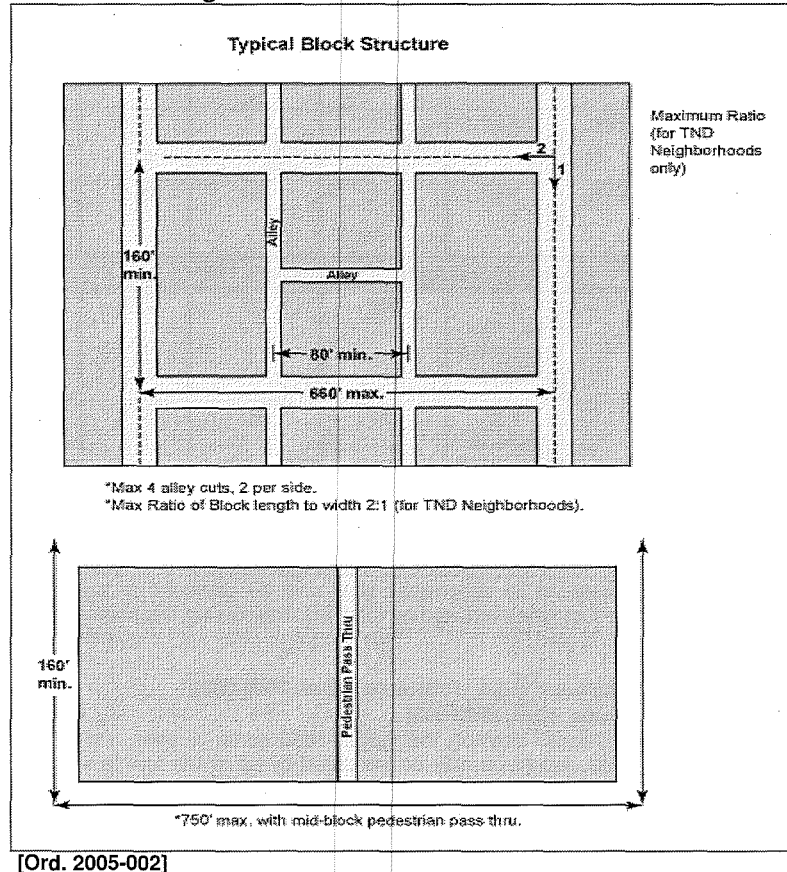 Typical Block Structure
Maximum Ratio
(for TND
Neighborhoods
only)
2
1
160'
min.
Alley
Alley
80' min.
660' max.
*Max 4 alley cuts, 2 per side.
*Max Ratio of Block length to width 2:1 (for TND Neighborhoods).
160'
min.
Pedestrian Pass Thru
*750' max. with mid-block pedestrian pass thru.
[Ord. 2005-002]